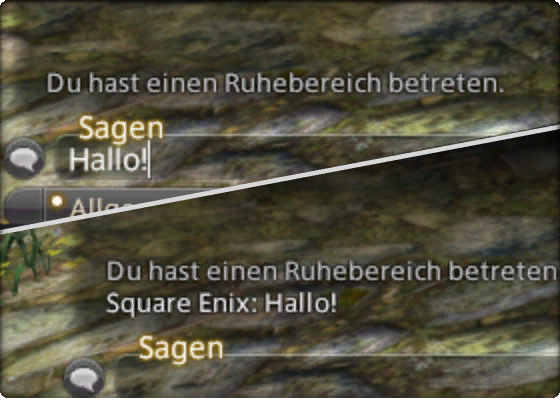 Du hast einen Ruhebereich betreten.
Sagen
Hallo!
Du hast einen Ruhebereich betreten
Square Enix: Hallo!
Sagen